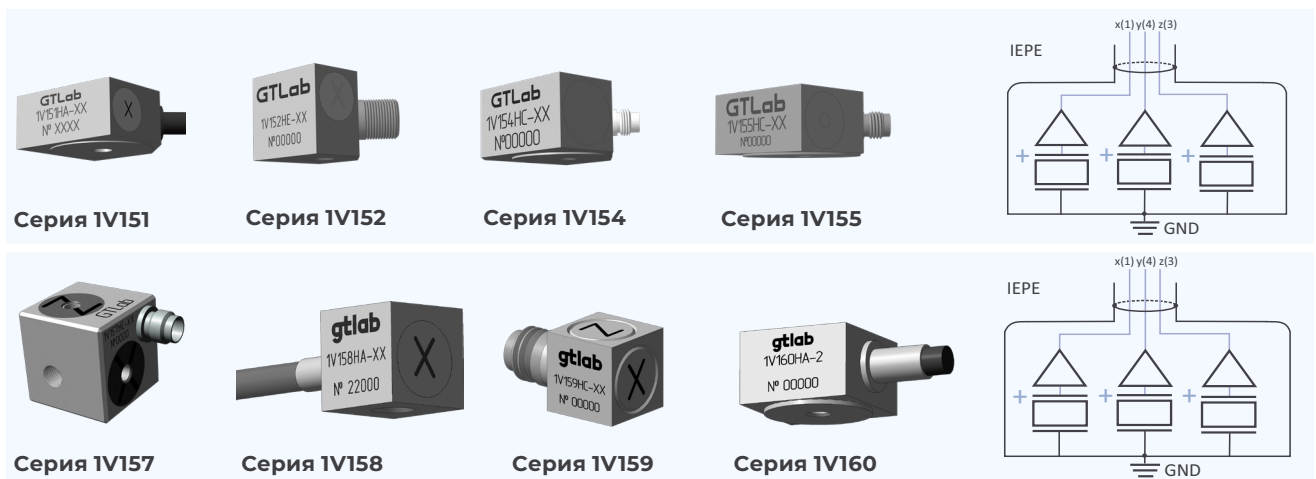 x(1) y(4) z(3)
IEPE
GTLab
1V151HA-XX
№ XXXX
X
GTLab
1V152HE-XX
№00000
X
GTLab
1V154HC-XX
№00000
GTLab
1V155HC-XX
№00000
+ + +
Серия 1V151
Серия 1V152
Серия 1V154
Серия 1V155
GND
x(1) y(4) z(3)
IEPE
Z
GTLab
X
gtlab
1V158HA-XX
№ 22000
X
Z
gtlab
1V159HC-XX
№ 00000
X
gtlab
1V160HA-2
№ 00000
+ + +
Серия 1V157
Серия 1V158
Серия 1V159
Серия 1V160
GND